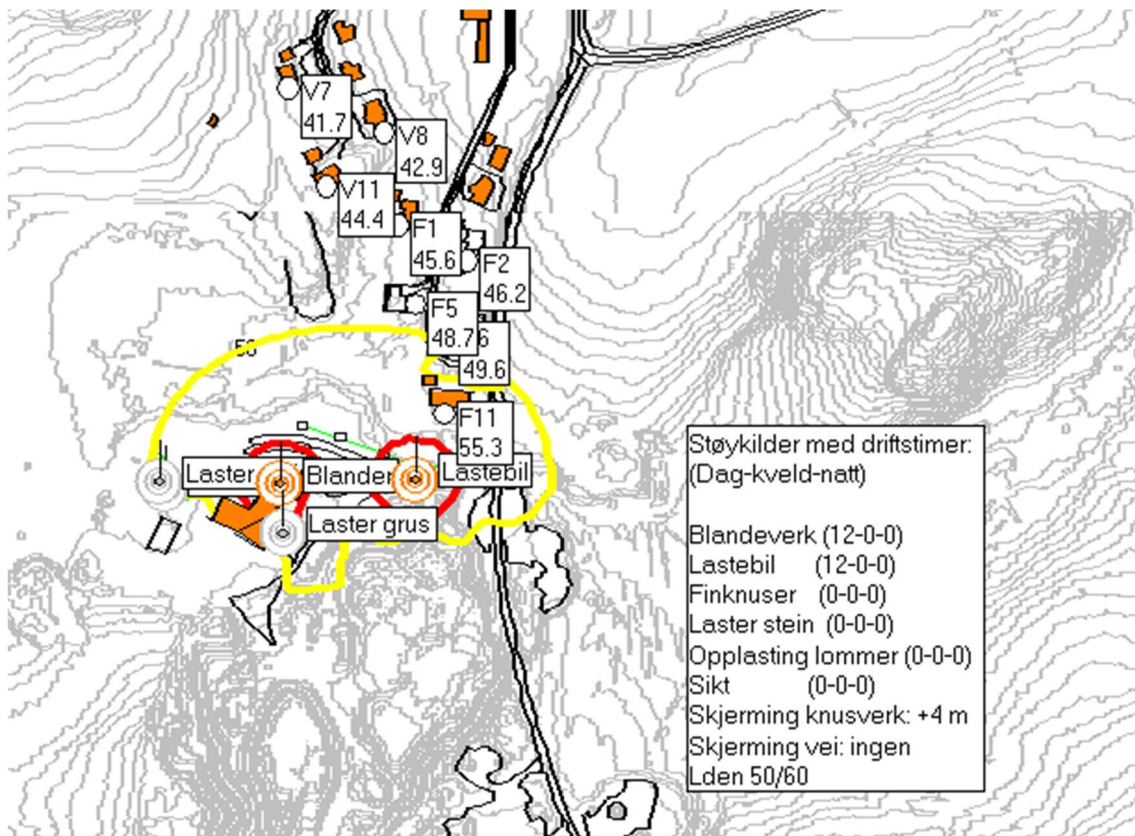 V7
41.7
V8
42.9
V11
44.4
F1
45.6
F2
46.2
F5
48.7
6
49.6
F11
55.3
Laster
Blander
Lastebil
Laster grus
Støykilder med driftstimer:
(Dag-kveld-natt)
Blandeverk (12-0-0)
Lastebil (12-0-0)
Finknuser (0-0-0)
Laster stein (0-0-0)
Opplasting lommer (0-0-0)
Sikt (0-0-0)
Skjerming knusverk: +4 m
Skjerming vei: ingen
Lden 50/60